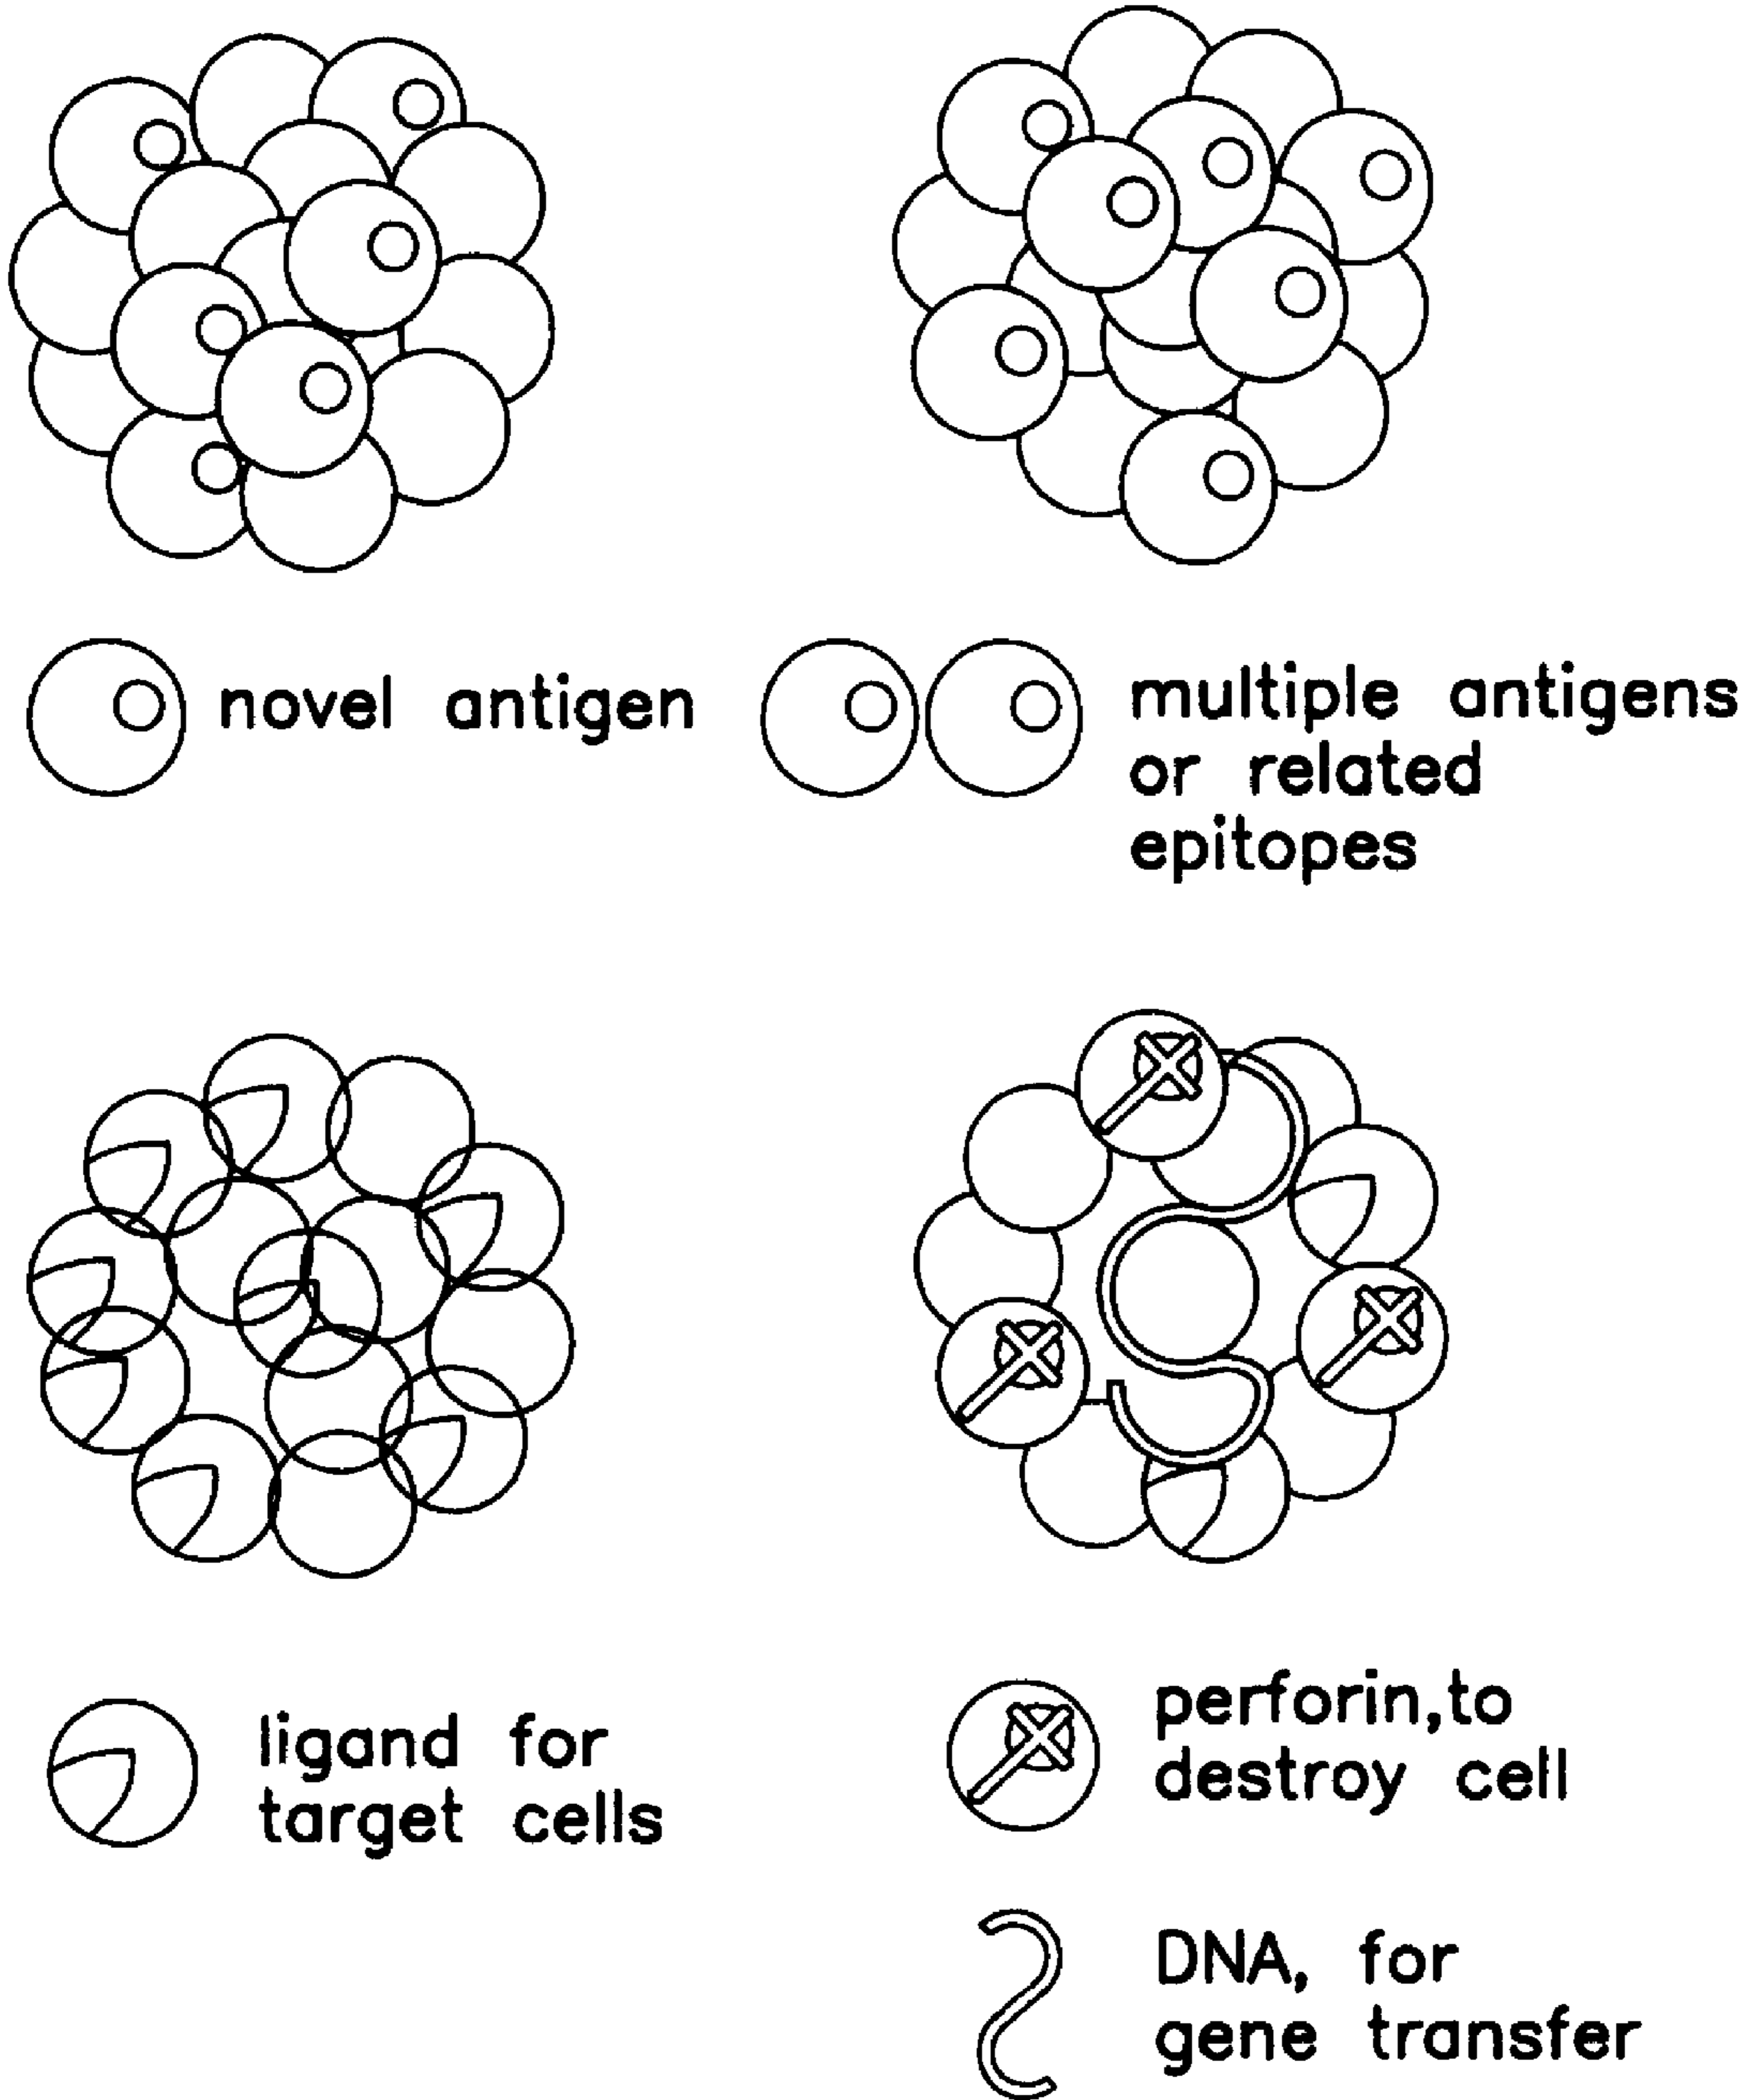 novel antigen
multiple antigens
or related
epitopes
ligand for
target cells
perforin,to
destroy cell
DNA, for
gene transfer